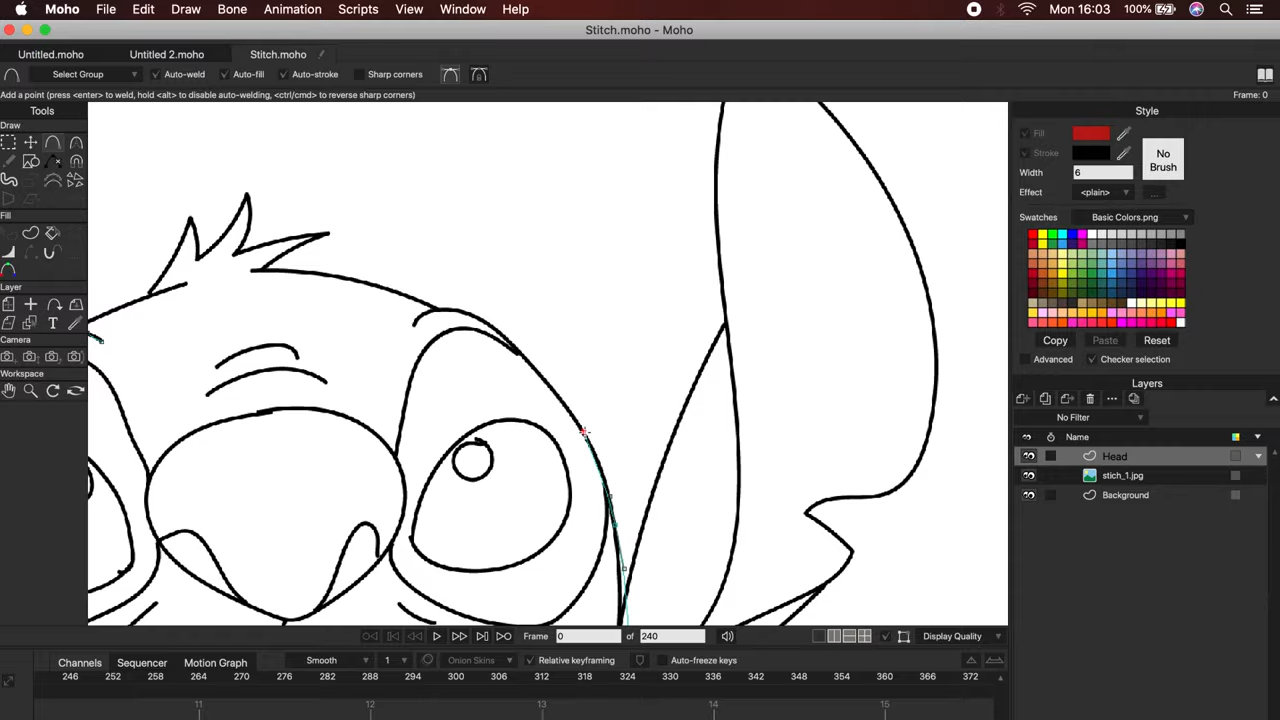 Moho File Edit Draw Bone Animation Scripts View Window Help 100% Mon 16:03
Stitch.moho - Moho
Untitled.moho Untitled 2.moho Stitch.moho
Select Group Auto-weld Auto-fill Auto-stroke Sharp corners
Add a point (press <enter> to weld, hold <alt> to disable auto-welding, <ctrl/cmd> to reverse sharp corners) Frame: 0
Tools
Draw
Fill
Layer
Camera
Workspace
Style
Fill
Stroke
No Brush
Width 6
Effect <plain> ...
Swatches Basic Colors.png
Copy Paste Reset
Advanced Checker selection
Layers
No Filter
Name
Head
stich_1.jpg
Background
Frame 0 of 240 Display Quality
Channels Sequencer Motion Graph Smooth 1 Onion Skins Relative keyframing Auto-freeze keys
246 252 258 264 270 276 282 288 294 300 306 312 318 324 330 336 342 348 354 360 366 372
11 12 13 14 15